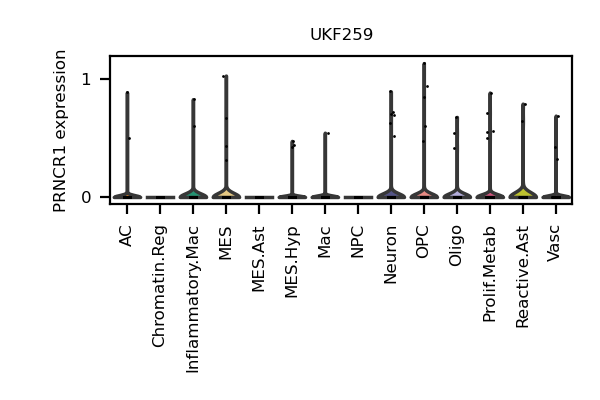 UKF259
PRNCR1 expression
1
0
AC
Chromatin.Reg
Inflammatory.Mac
MES
MES.Ast
MES.Hyp
Mac
NPC
Neuron
OPC
Oligo
Prolif.Metab
Reactive.Ast
Vasc